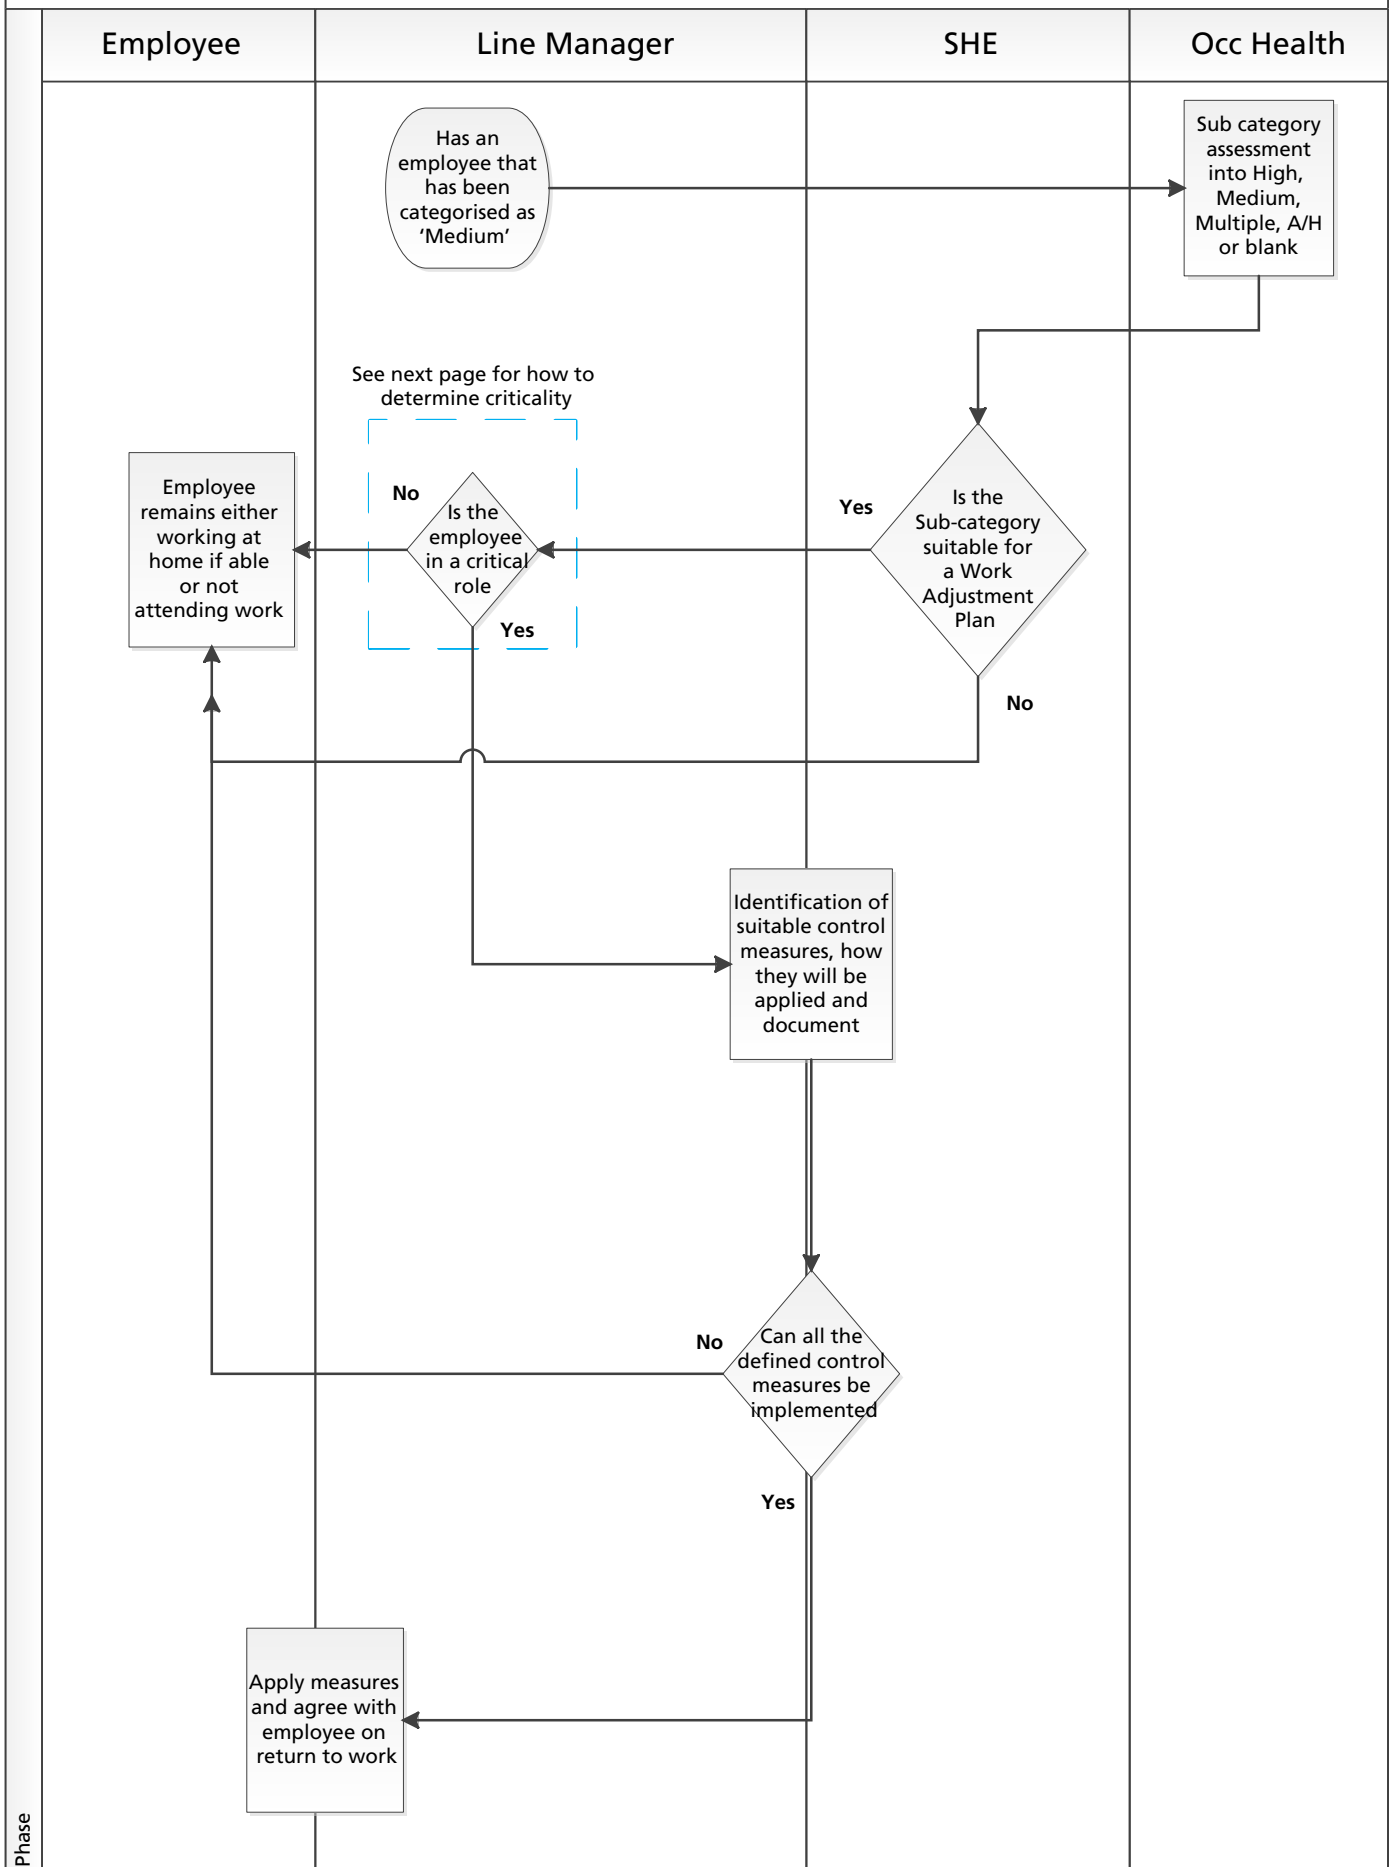 Employee
Line Manager
SHE
Occ Health
Has an
employee that
has been
categorised as
‘Medium’
Sub category
assessment
into High,
Medium,
Multiple, A/H
or blank
See next page for how to
determine criticality
Employee
remains either
working at
home if able
or not
attending work
No
Is the
employee
in a critical
role
Yes
Yes
Is the
Sub-category
suitable for
a Work
Adjustment
Plan
No
Identification of
suitable control
measures, how
they will be
applied and
document
No
Can all the
defined control
measures be
implemented
Yes
Apply measures
and agree with
employee on
return to work
Phase